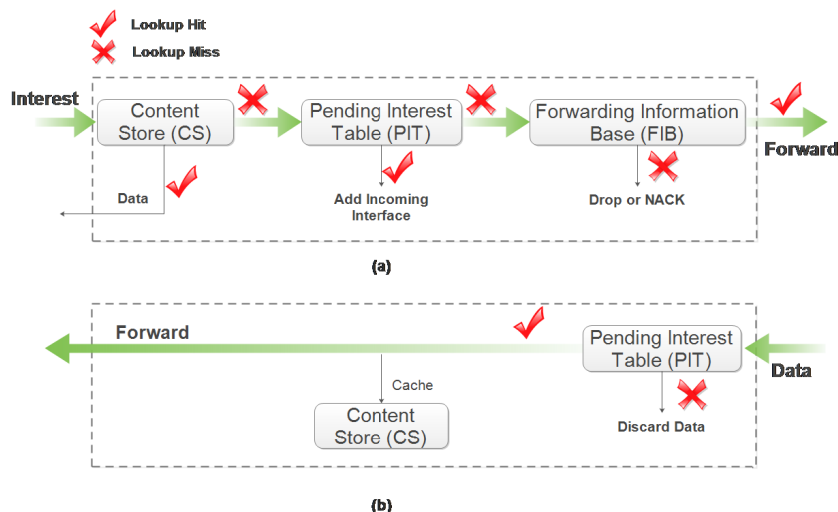 Lookup Hit
Lookup Miss
Interest
Content
Store (CS)
Pending Interest
Table (PIT)
Forwarding Information
Base (FIB)
Forward
Data
Add Incoming
Interface
Drop or NACK
(a)
Forward
Pending Interest
Table (PIT)
Data
Cache
Content
Store (CS)
Discard Data
(b)